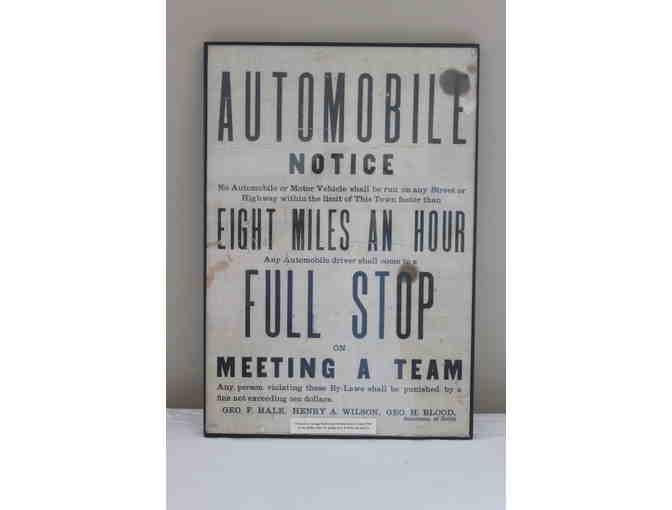 AUTOMOBILE
NOTICE
No Automobile or Motor Vehicle shall be run on any Street or
Highway within the limit of This Town faster than
EIGHT MILES AN HOUR
Any Automobile driver shall come to a
FULL STOP
ON
MEETING A TEAM
Any person violating these By-Laws shall be punished by a
fine not exceeding ten dollars.
GEO. F. HALE, HENRY A. WILSON, GEO. H. BLOOD,
Selectmen of